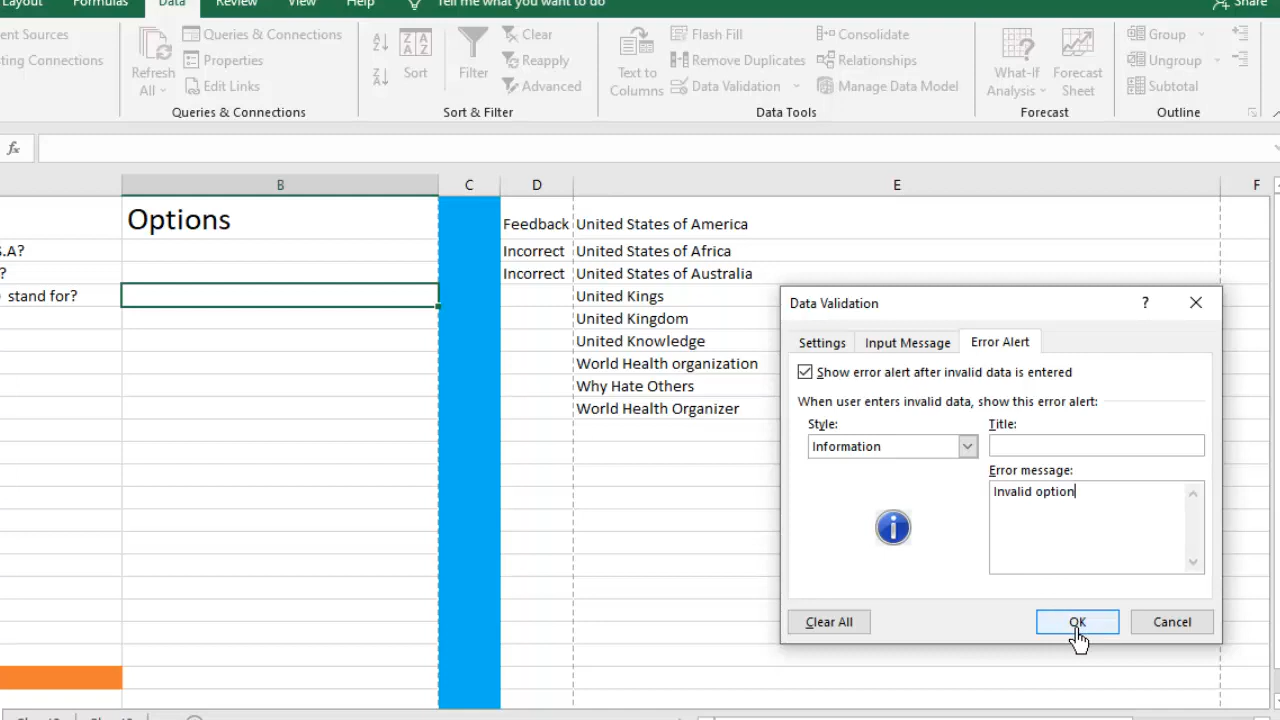 Layout Formulas Data Review View Help Tell me what you want to do Share
ent Sources
ting Connections
Refresh
All
Queries & Connections
Properties
Edit Links
Queries & Connections
Sort
Filter
Clear
Reapply
Advanced
Sort & Filter
Text to
Columns
Flash Fill
Remove Duplicates
Data Validation
Consolidate
Relationships
Manage Data Model
Data Tools
What-If
Analysis
Forecast
Sheet
Forecast
Group
Ungroup
Subtotal
Outline
fx
B C D E F
Options Feedback United States of America
S.A? Incorrect United States of Africa
? Incorrect United States of Australia
stand for? United Kings
United Kingdom
United Knowledge
World Health organization
Why Hate Others
World Health Organizer
Data Validation ?
Settings Input Message Error Alert
Show error alert after invalid data is entered
When user enters invalid data, show this error alert:
Style: Title:
Information
Error message:
Invalid option
i
Clear All OK Cancel